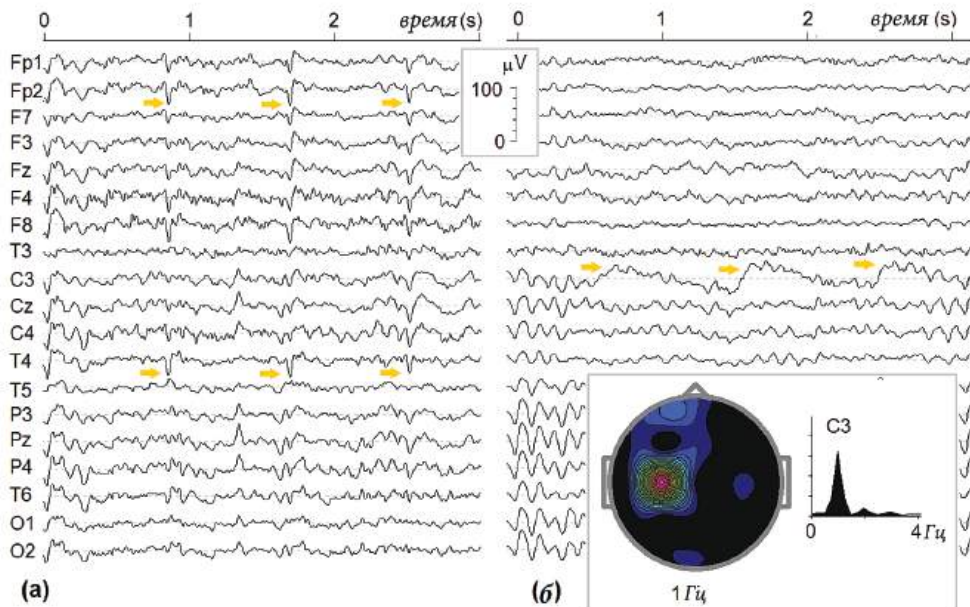 0 1 2 время (s) 0 1 2 время (s)
Fp1
Fp2
F7
F3
Fz
F4
F8
T3
C3
Cz
C4
T4
T5
P3
Pz
P4
T6
O1
O2
μV
100
0
C3
0 4 Гц
1 Гц
(а) (б)